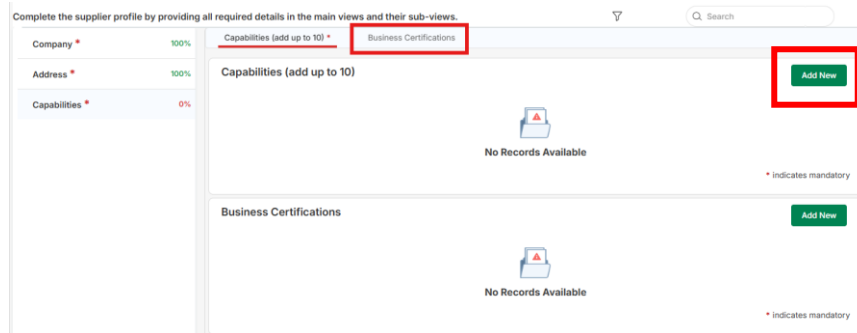 Complete the supplier profile by providing all required details in the main views and their sub-views.
Search
Company *
100%
Address *
100%
Capabilities *
0%
Capabilities (add up to 10) *
Business Certifications
Capabilities (add up to 10)
Add New
No Records Available
* indicates mandatory
Business Certifications
Add New
No Records Available
* indicates mandatory